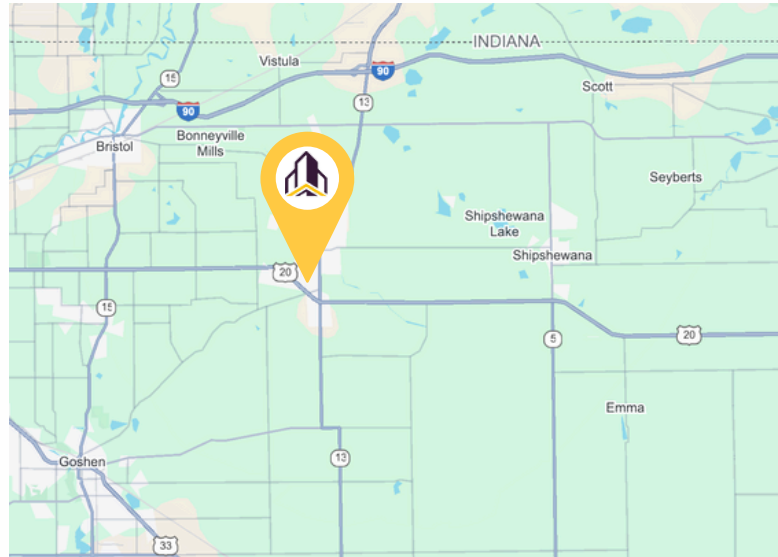 INDIANA
Vistula
90
15
Scott
13
90
Bonneyville
Mills
Bristol
Seyberts
Shipshewana
Lake
Shipshewana
20
15
20
5
Emma
Goshen
13
33